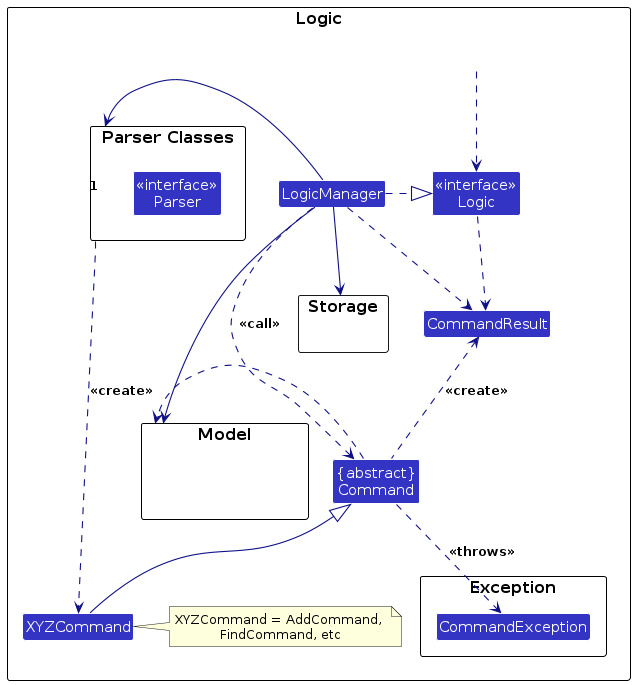 Logic
Parser Classes
«interface»
Parser
1
LogicManager
«interface»
Logic
Storage
CommandResult
«call»
«create»
«create»
Model
{abstract}
Command
«throws»
Exception
CommandException
XYZCommand
XYZCommand = AddCommand,
FindCommand, etc